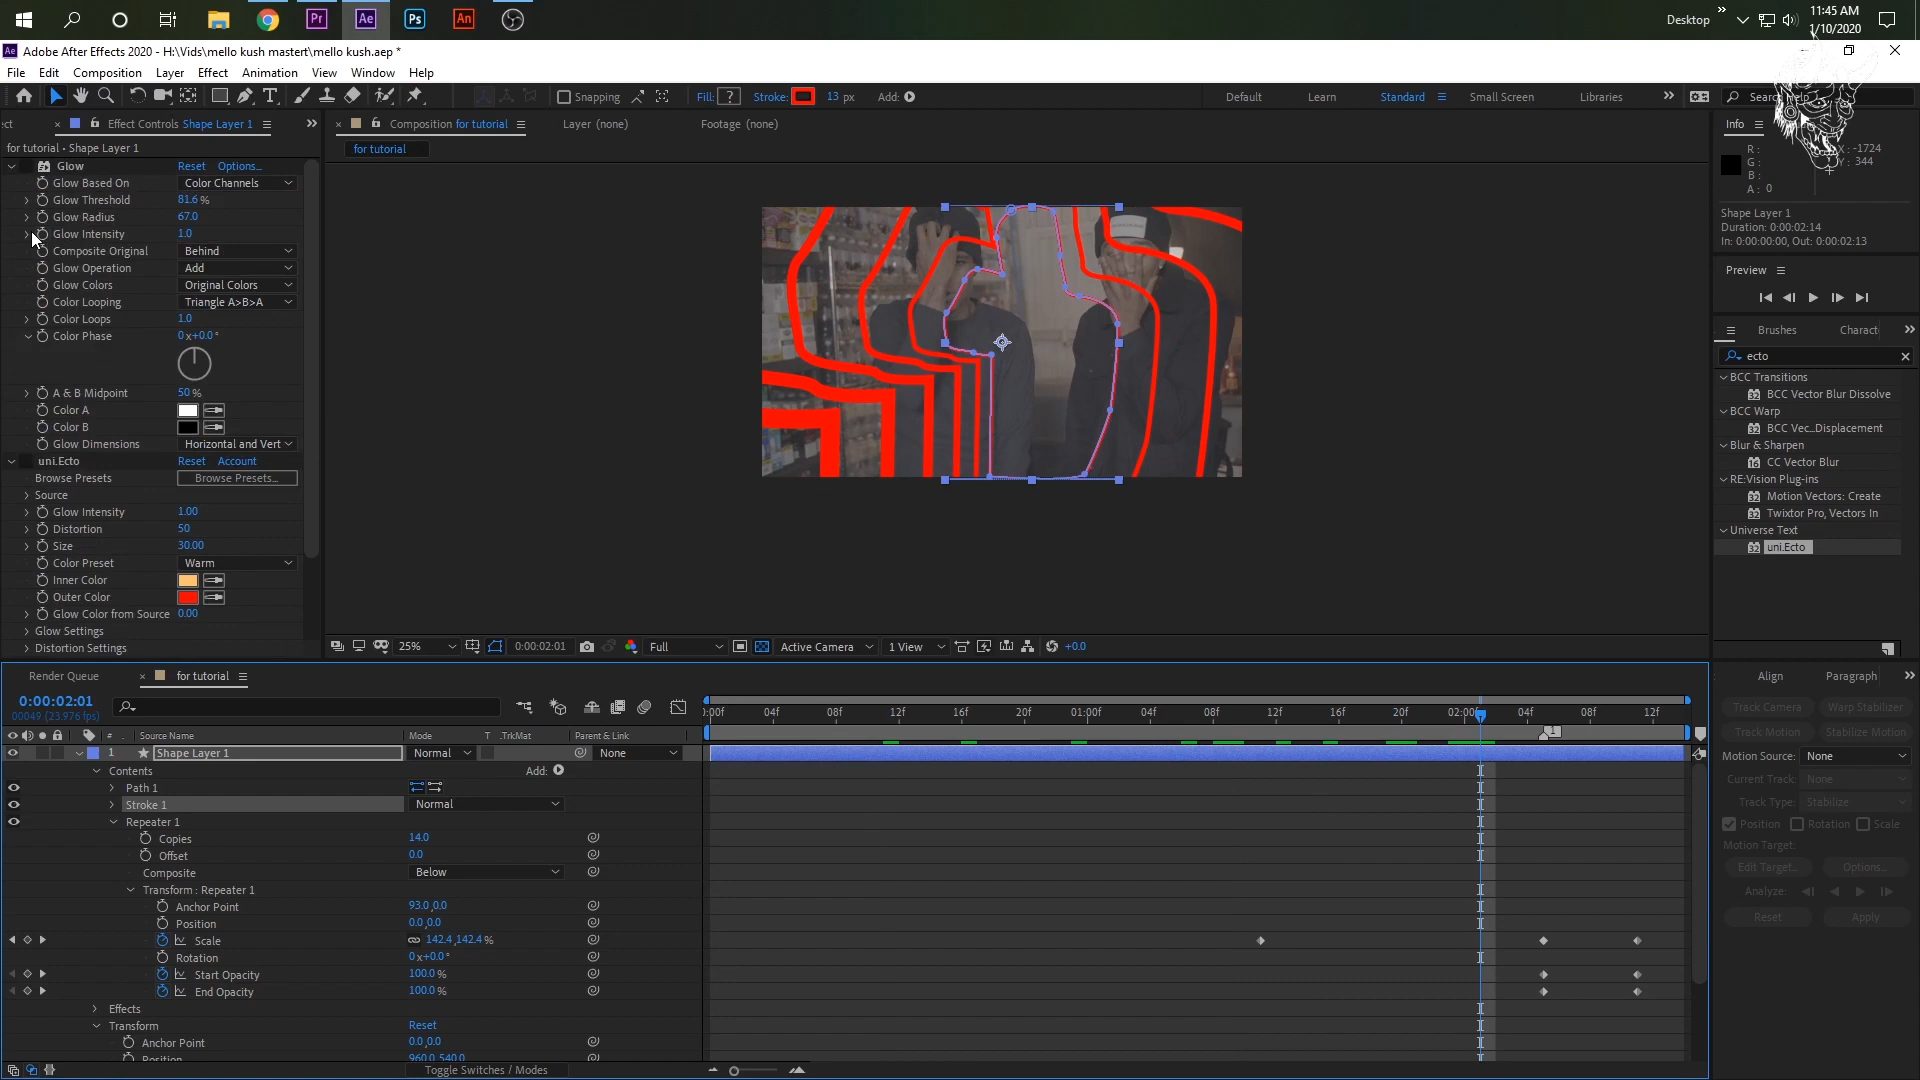 Pr
Ae
Ps
An
Desktop
11:45 AM
1/10/2020
Ae
Adobe After Effects 2020 - H:\Vids\mello kush mastert\mello kush.aep *
File Edit Composition Layer Effect Animation View Window Help
Snapping Fill: ? Stroke: 13 px Add:
Default Learn Standard Small Screen Libraries Search Help
ect Effect Controls Shape Layer 1
Composition for tutorial Layer (none) Footage (none)
for tutorial • Shape Layer 1
for tutorial
Glow Reset Options...
Glow Based On Color Channels
Glow Threshold 81.6 %
Glow Radius 67.0
Glow Intensity 1.0
Composite Original Behind
Glow Operation Add
Glow Colors Original Colors
Color Looping Triangle A>B>A
Color Loops 1.0
Color Phase 0 x+0.0 °
A & B Midpoint 50 %
Color A
Color B
Glow Dimensions Horizontal and Vert
uni.Ecto Reset Account
Browse Presets Browse Presets...
Source
Glow Intensity 1.00
Distortion 50
Size 30.00
Color Preset Warm
Inner Color
Outer Color
Glow Color from Source 0.00
Glow Settings
Distortion Settings
25% 0:00:02:01 Full Active Camera 1 View +0.0
Info
R :
G :
B :
A : 0
X : -1724
Y : 344
Shape Layer 1
Duration: 0:00:02:14
In: 0:00:00:00, Out: 0:00:02:13
Preview
Brushes Charact
ecto
BCC Transitions
32 BCC Vector Blur Dissolve
BCC Warp
32 BCC Vec...Displacement
Blur & Sharpen
16 CC Vector Blur
RE:Vision Plug-ins
32 Motion Vectors: Create
32 Twixtor Pro, Vectors In
Universe Text
32 uni.Ecto
Render Queue for tutorial
0:00:02:01
00049 (23.976 fps)
):00f 04f 08f 12f 16f 20f 01:00f 04f 08f 12f 16f 20f 02:00f 04f 08f 12f
1
# Source Name Mode T .TrkMat Parent & Link
1 Shape Layer 1 Normal None
Contents Add:
Path 1
Stroke 1 Normal
Repeater 1
Copies 14.0
Offset 0.0
Composite Below
Transform : Repeater 1
Anchor Point 93.0,0.0
Position 0.0,0.0
Scale 142.4,142.4 %
Rotation 0 x+0.0 °
Start Opacity 100.0 %
End Opacity 100.0 %
Effects
Transform Reset
Anchor Point 0.0,0.0
Position 960.0,540.0
Toggle Switches / Modes
Align Paragraph
Track Camera Warp Stabilizer
Track Motion Stabilize Motion
Motion Source: None
Current Track: None
Track Type: Stabilize
Position Rotation Scale
Motion Target:
Edit Target... Options...
Analyze:
Reset Apply